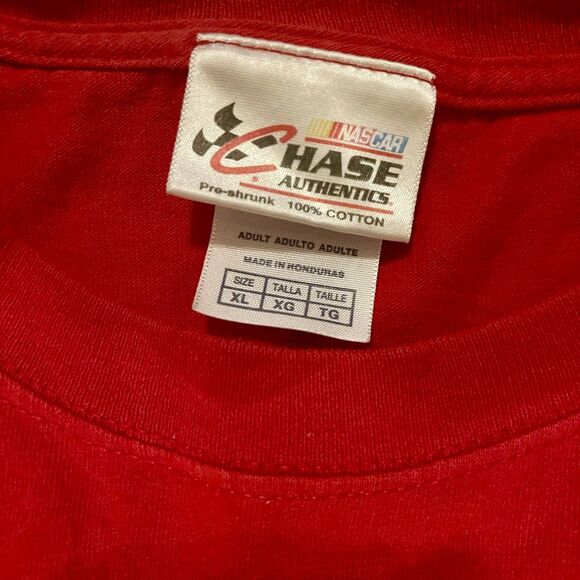 NASCAR
CHASE
AUTHENTICS
Pre-shrunk 100% COTTON
ADULT ADULTO ADULTE
MADE IN HONDURAS
SIZE TALLA TAILLE
XL XG TG